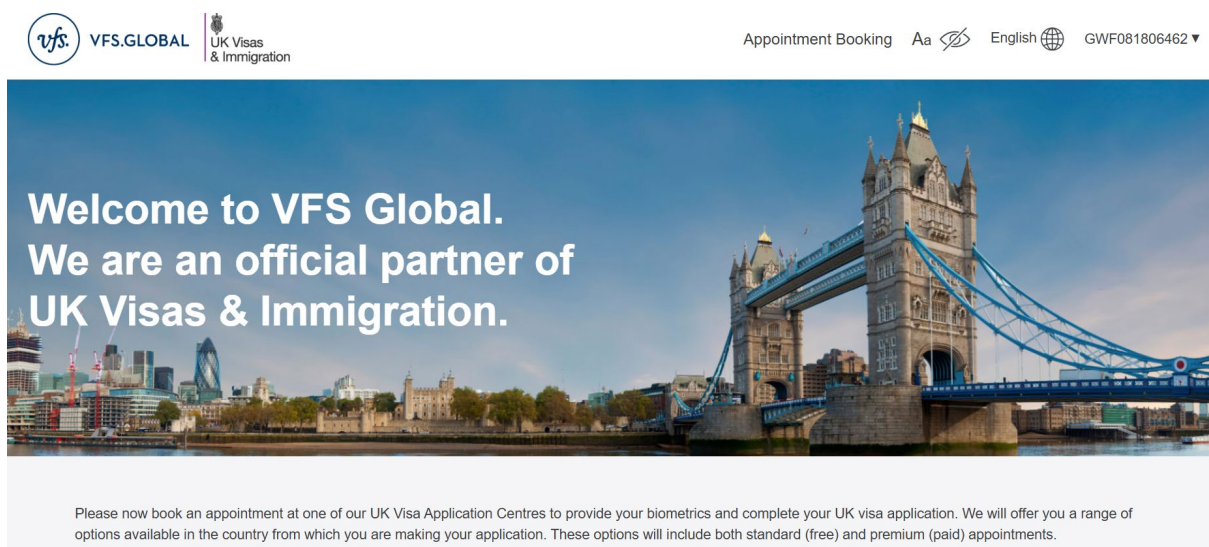 vfs. VFS.GLOBAL
UK Visas
& Immigration
Appointment Booking Aa English GWF081806462 ▼
Welcome to VFS Global.
We are an official partner of
UK Visas & Immigration.
Please now book an appointment at one of our UK Visa Application Centres to provide your biometrics and complete your UK visa application. We will offer you a range of
options available in the country from which you are making your application. These options will include both standard (free) and premium (paid) appointments.